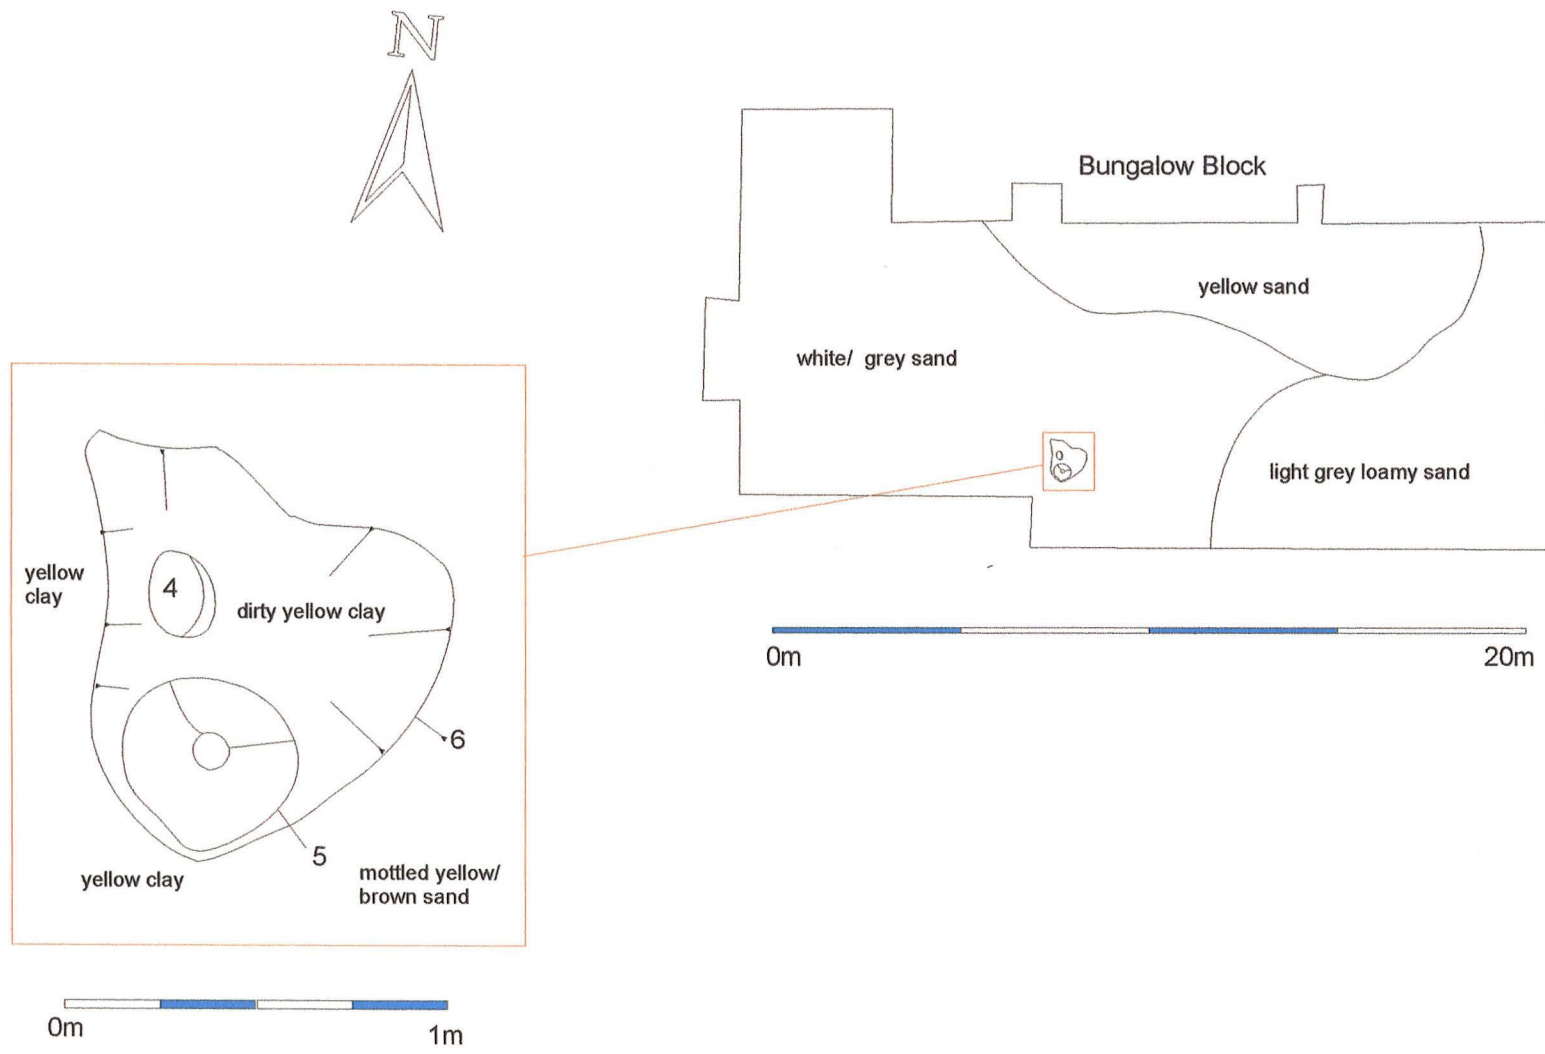 N
Bungalow Block
yellow sand
white/ grey sand
light grey loamy sand
0m
20m
yellow
clay
4
dirty yellow clay
6
5
yellow clay
mottled yellow/
brown sand
0m
1m